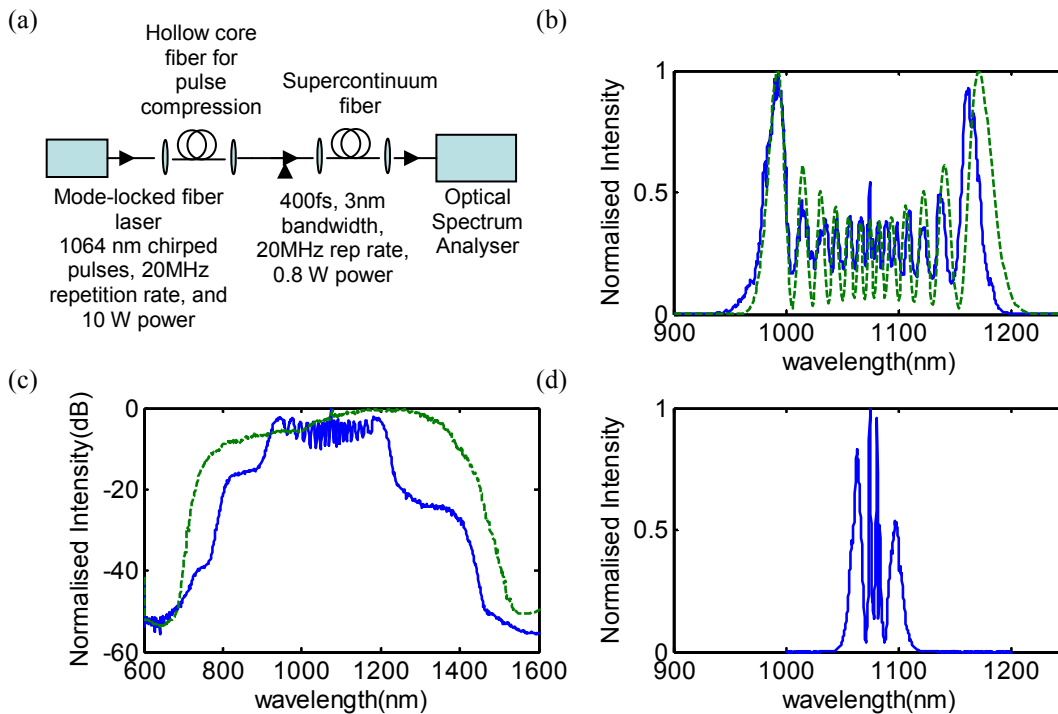 (a)
Hollow core
fiber for
pulse
compression
Supercontinuum
fiber
Mode-locked fiber
laser
1064 nm chirped
pulses, 20MHz
repetition rate, and
10 W power
400fs, 3nm
bandwidth,
20MHz rep rate,
0.8 W power
Optical
Spectrum
Analyser
(b)
Normalised Intensity
1
0.5
0
900 1000 1100 1200
wavelength(nm)
(c)
Normalised Intensity(dB)
0
-20
-40
-60
600 800 1000 1200 1400 1600
wavelength(nm)
(d)
Normalised Intensity
1
0.5
0
900 1000 1100 1200
wavelength(nm)